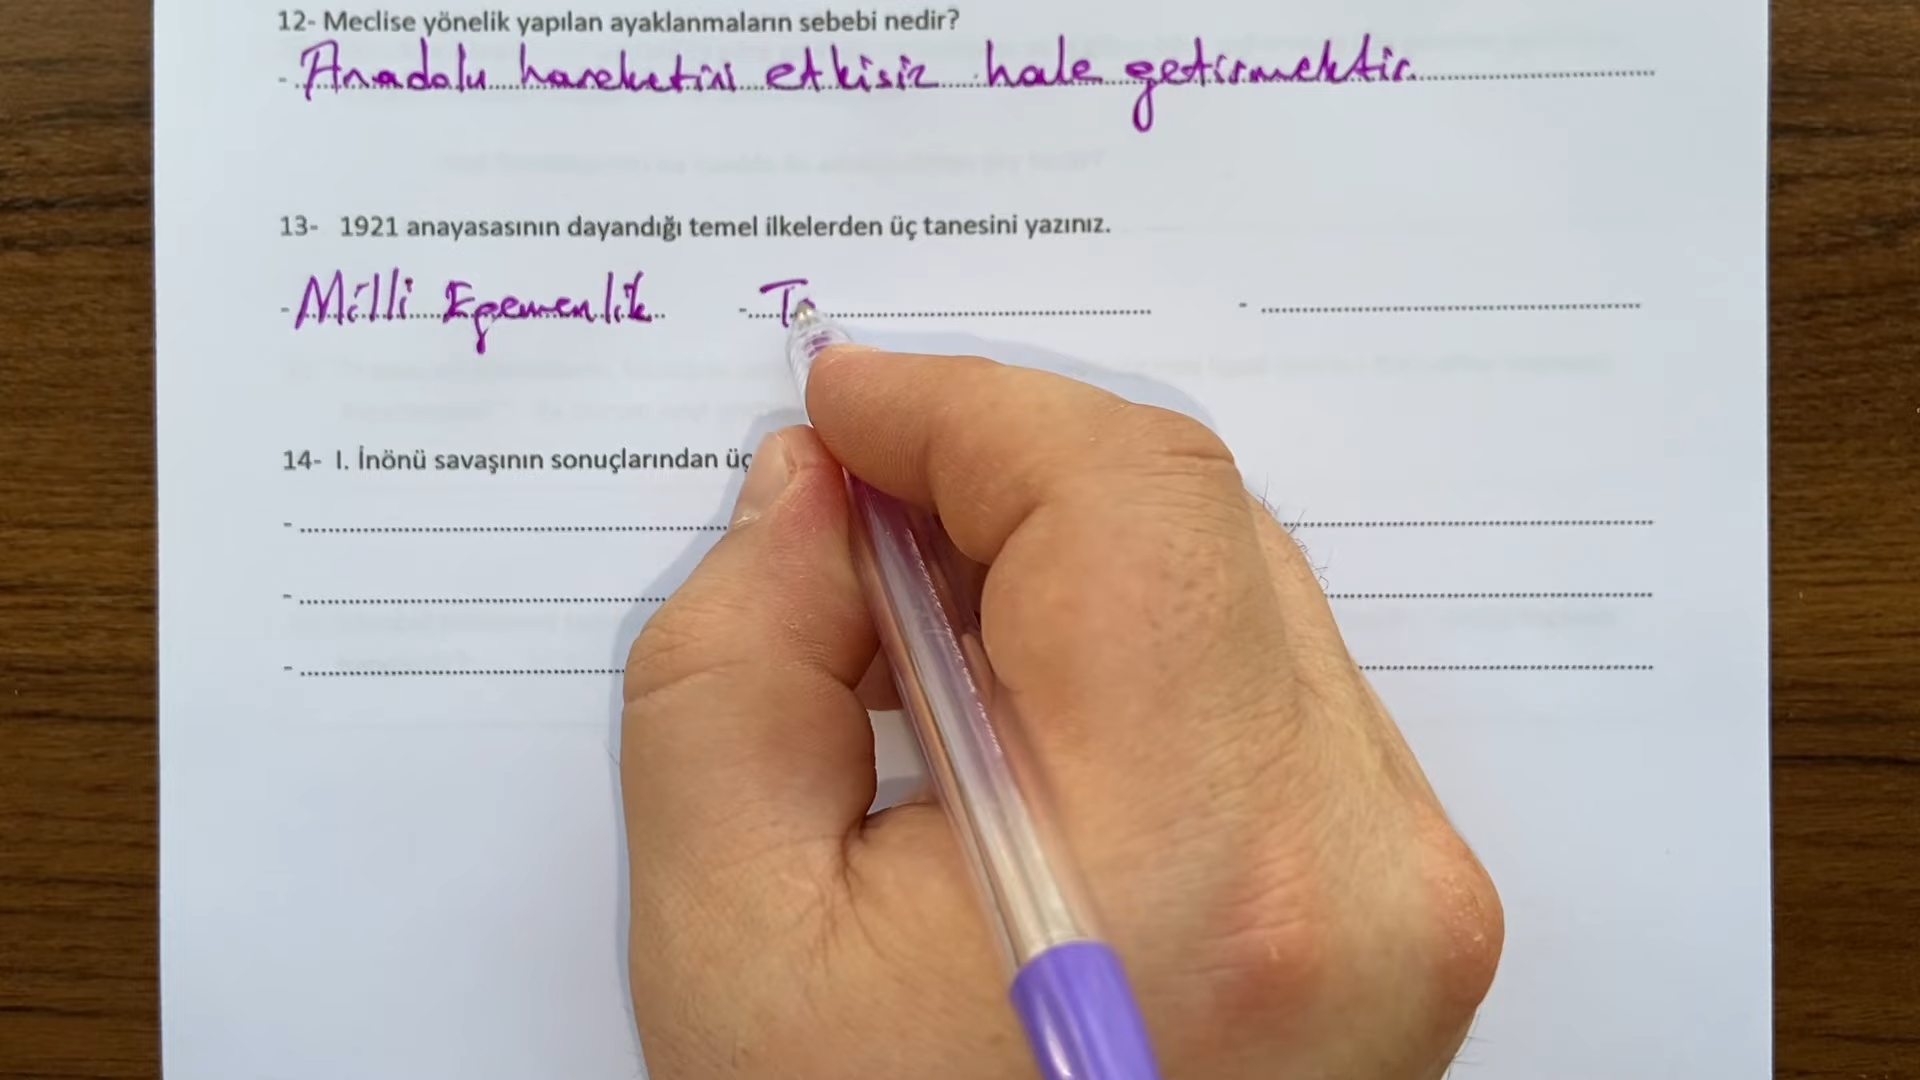 12- Meclise yönelik yapılan ayaklanmaların sebebi nedir?
- Anadolu hareketini etkisiz hale getirmektir.
13- 1921 anayasasının dayandığı temel ilkelerden üç tanesini yazınız.
- Milli Egemenlik - T -
14- I. İnönü savaşının sonuçlarından üç
-
-
-